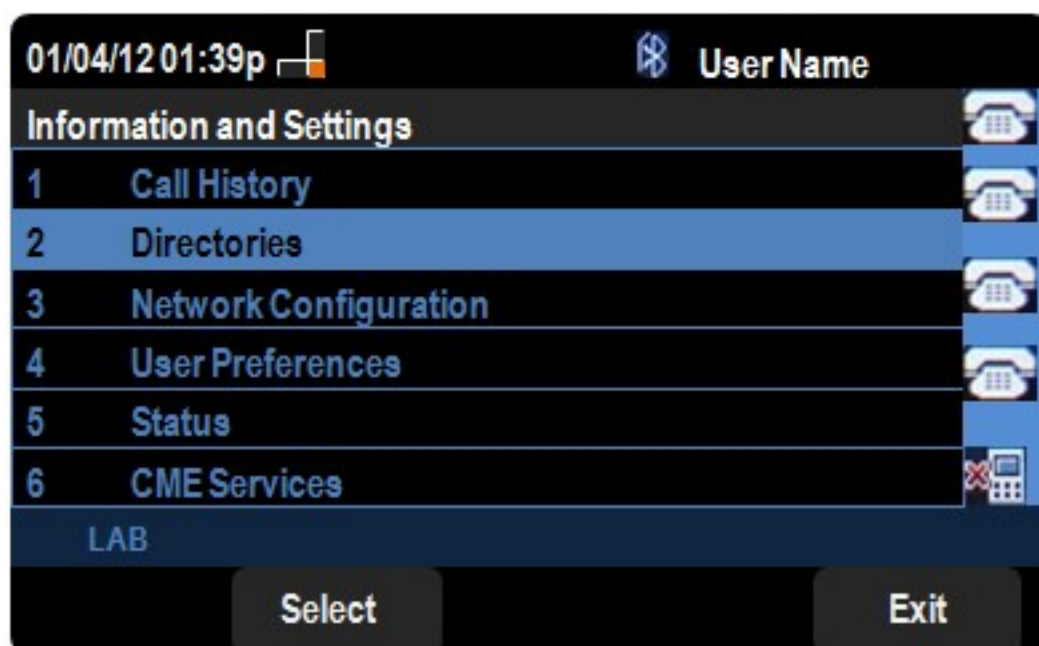 01/04/12 01:39p User Name
Information and Settings
1 Call History
2 Directories
3 Network Configuration
4 User Preferences
5 Status
6 CME Services
LAB
Select Exit